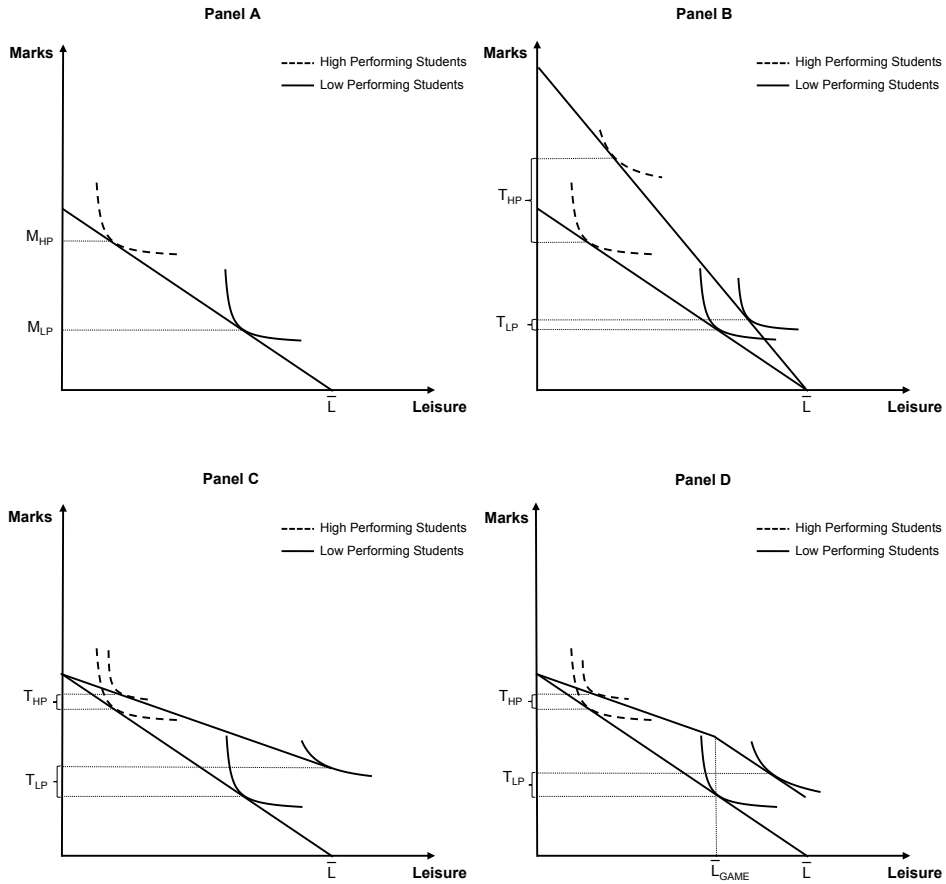 Panel A
Marks
High Performing Students
Low Performing Students
M_HP
M_LP
L̅
Leisure
Panel B
Marks
High Performing Students
Low Performing Students
T_HP
T_LP
L̅
Leisure
Panel C
Marks
High Performing Students
Low Performing Students
T_HP
T_LP
L̅
Leisure
Panel D
Marks
High Performing Students
Low Performing Students
T_HP
T_LP
L̅_GAME
L̅
Leisure